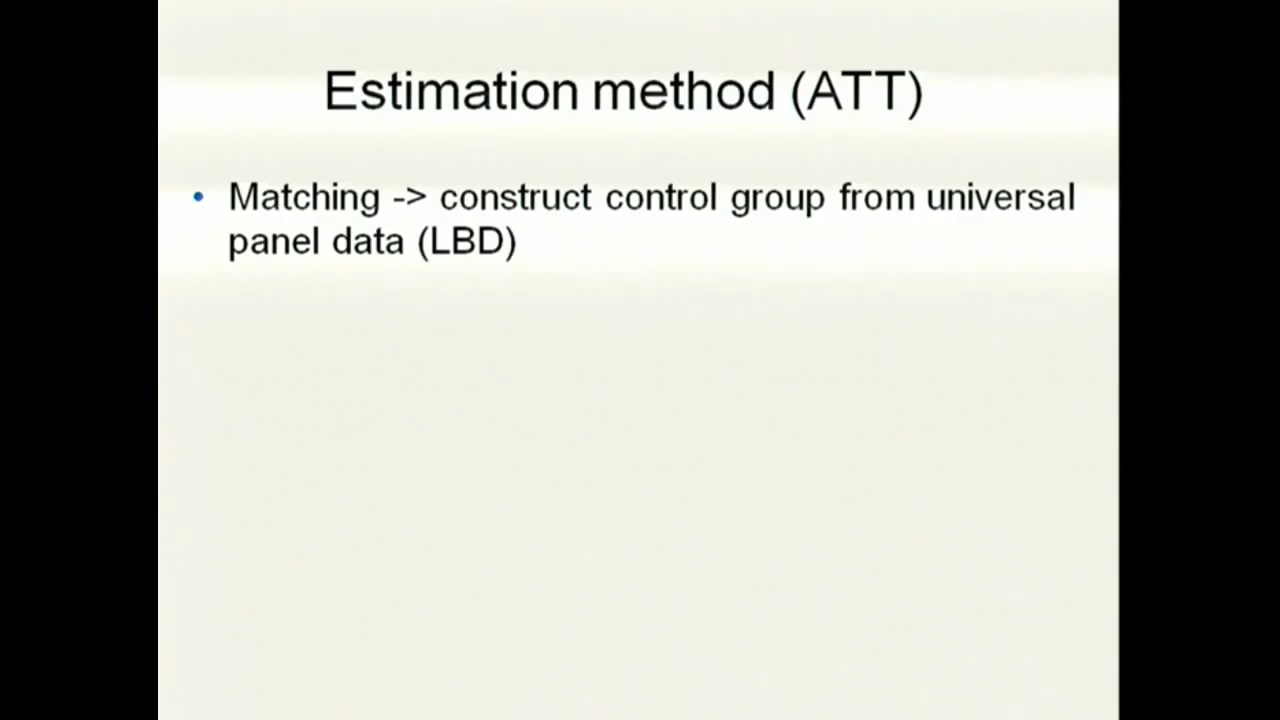 Estimation method (ATT)
• Matching -> construct control group from universal
panel data (LBD)